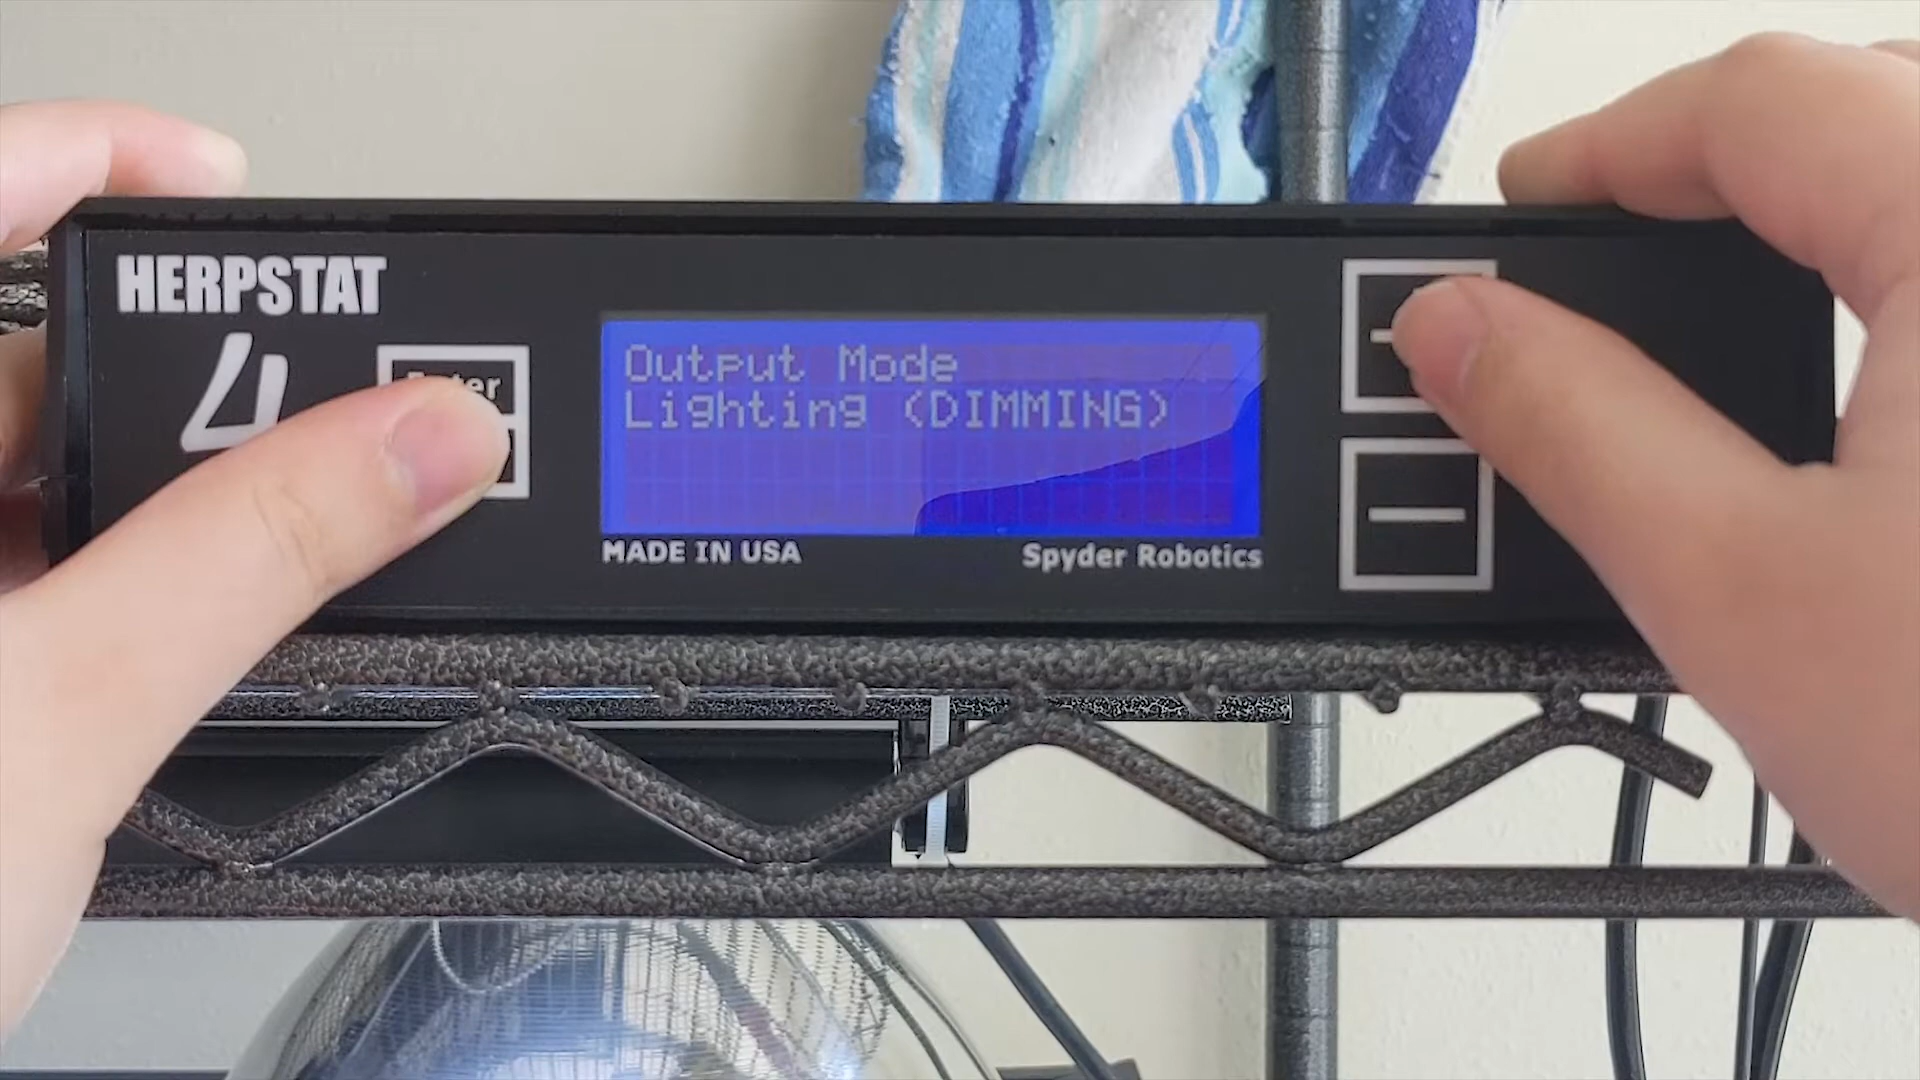 HERPSTAT
4
Output Mode
Lighting (DIMMING)
MADE IN USA
Spyder Robotics